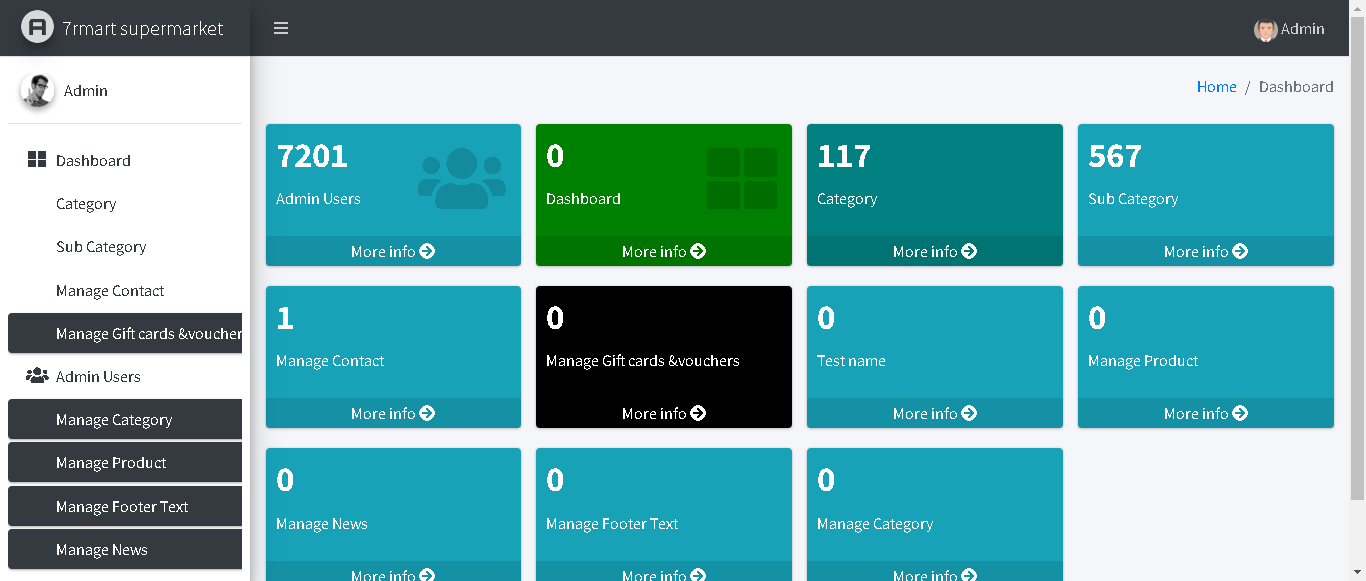 7rmart supermarket
Admin
Admin
Home / Dashboard
Dashboard
Category
Sub Category
Manage Contact
Manage Gift cards &voucher
Admin Users
Manage Category
Manage Product
Manage Footer Text
Manage News
7201
Admin Users
More info
0
Dashboard
More info
117
Category
More info
567
Sub Category
More info
1
Manage Contact
More info
0
Manage Gift cards &vouchers
More info
0
Test name
More info
0
Manage Product
More info
0
Manage News
More info
0
Manage Footer Text
More info
0
Manage Category
More info